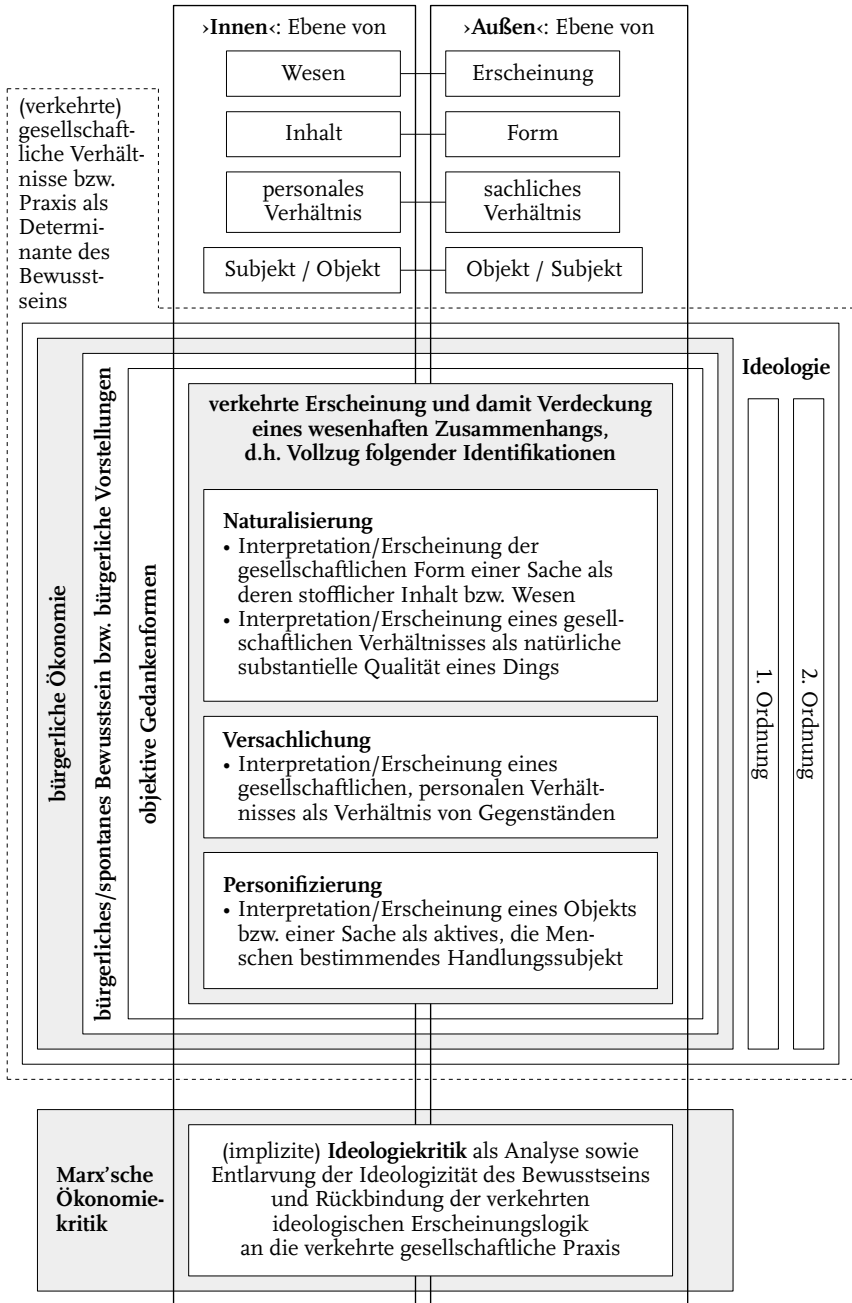 ›Innen‹: Ebene von
›Außen‹: Ebene von
Wesen
Erscheinung
Inhalt
Form
personales
Verhältnis
sachliches
Verhältnis
Subjekt / Objekt
Objekt / Subjekt
(verkehrte)
gesellschaft-
liche Verhält-
nisse bzw.
Praxis als
Determi-
nante des
Bewusst-
seins
Ideologie
1. Ordnung
2. Ordnung
bürgerliche Ökonomie
bürgerliches/spontanes Bewusstsein bzw. bürgerliche Vorstellungen
objektive Gedankenformen
verkehrte Erscheinung und damit Verdeckung
eines wesenhaften Zusammenhangs,
d.h. Vollzug folgender Identifikationen
Naturalisierung
• Interpretation/Erscheinung der
gesellschaftlichen Form einer Sache als
deren stofflicher Inhalt bzw. Wesen
• Interpretation/Erscheinung eines gesell-
schaftlichen Verhältnisses als natürliche
substantielle Qualität eines Dings
Versachlichung
• Interpretation/Erscheinung eines
gesellschaftlichen, personalen Verhält-
nisses als Verhältnis von Gegenständen
Personifizierung
• Interpretation/Erscheinung eines Objekts
bzw. einer Sache als aktives, die Men-
schen bestimmendes Handlungssubjekt
Marx’sche
Ökonomie-
kritik
(implizite) Ideologiekritik als Analyse sowie
Entlarvung der Ideologizität des Bewusstseins
und Rückbindung der verkehrten
ideologischen Erscheinungslogik
an die verkehrte gesellschaftliche Praxis